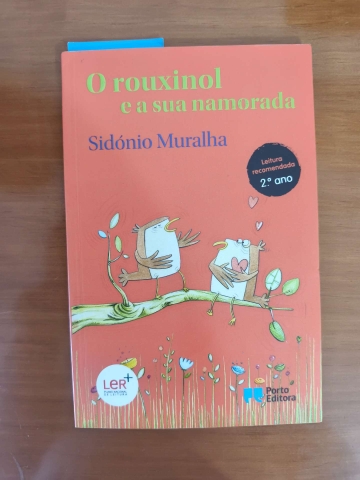 O rouxinol
e a sua namorada
Sidónio Muralha
Leitura
recomendada
2.º ano
LER+
Porto
Editora